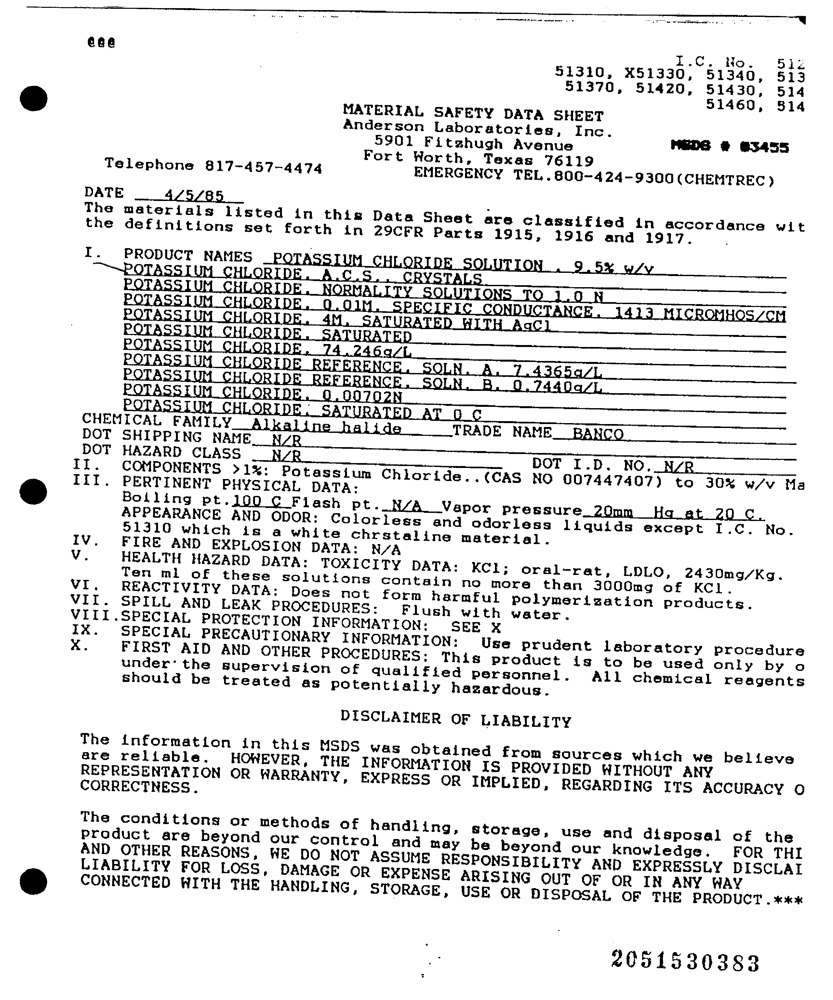 @@@
I.C. No. 512
51310, X51330, 51340, 513
51370, 51420, 51430, 514
51460, 514
MATERIAL SAFETY DATA SHEET
Anderson Laboratories, Inc.
5901 Fitzhugh Avenue
MSDS # 03455
Fort Worth, Texas 76119
Telephone 817-457-4474
EMERGENCY TEL.800-424-9300(CHEMTREC)
DATE 4/5/85
The materials listed in this Data Sheet are classified in accordance wit
the definitions set forth in 29CFR Parts 1915, 1916 and 1917.
I. PRODUCT NAMES POTASSIUM CHLORIDE SOLUTION , 9.5% w/v
POTASSIUM CHLORIDE, A.C.S., CRYSTALS
POTASSIUM CHLORIDE, NORMALITY SOLUTIONS TO 1.0 N
POTASSIUM CHLORIDE, 0.01M, SPECIFIC CONDUCTANCE, 1413 MICROMHOS/CM
POTASSIUM CHLORIDE, 4M, SATURATED WITH AgCl
POTASSIUM CHLORIDE, SATURATED
POTASSIUM CHLORIDE, 74.246g/L
POTASSIUM CHLORIDE REFERENCE, SOLN. A, 7.4365g/L
POTASSIUM CHLORIDE REFERENCE, SOLN. B, 0.7440g/L
POTASSIUM CHLORIDE, 0.00702N
POTASSIUM CHLORIDE, SATURATED AT 0 C
CHEMICAL FAMILY Alkaline halide TRADE NAME BANCO
DOT SHIPPING NAME N/R
DOT HAZARD CLASS N/R DOT I.D. NO. N/R
II. COMPONENTS >1%: Potassium Chloride..(CAS NO 007447407) to 30% w/v Ma
III. PERTINENT PHYSICAL DATA:
Boiling pt.100 C Flash pt. N/A Vapor pressure 20mm Hg at 20 C.
APPEARANCE AND ODOR: Colorless and odorless liquids except I.C. No.
51310 which is a white chrstaline material.
IV. FIRE AND EXPLOSION DATA: N/A
V. HEALTH HAZARD DATA: TOXICITY DATA: KCl; oral-rat, LDLO, 2430mg/Kg.
Ten ml of these solutions contain no more than 3000mg of KCl.
VI. REACTIVITY DATA: Does not form harmful polymerization products.
VII. SPILL AND LEAK PROCEDURES: Flush with water.
VIII.SPECIAL PROTECTION INFORMATION: SEE X
IX. SPECIAL PRECAUTIONARY INFORMATION: Use prudent laboratory procedure
X. FIRST AID AND OTHER PROCEDURES: This product is to be used only by o
under the supervision of qualified personnel. All chemical reagents
should be treated as potentially hazardous.
DISCLAIMER OF LIABILITY
The information in this MSDS was obtained from sources which we believe
are reliable. HOWEVER, THE INFORMATION IS PROVIDED WITHOUT ANY
REPRESENTATION OR WARRANTY, EXPRESS OR IMPLIED, REGARDING ITS ACCURACY O
CORRECTNESS.
The conditions or methods of handling, storage, use and disposal of the
product are beyond our control and may be beyond our knowledge. FOR THI
AND OTHER REASONS, WE DO NOT ASSUME RESPONSIBILITY AND EXPRESSLY DISCLAI
LIABILITY FOR LOSS, DAMAGE OR EXPENSE ARISING OUT OF OR IN ANY WAY
CONNECTED WITH THE HANDLING, STORAGE, USE OR DISPOSAL OF THE PRODUCT.***
2051530383